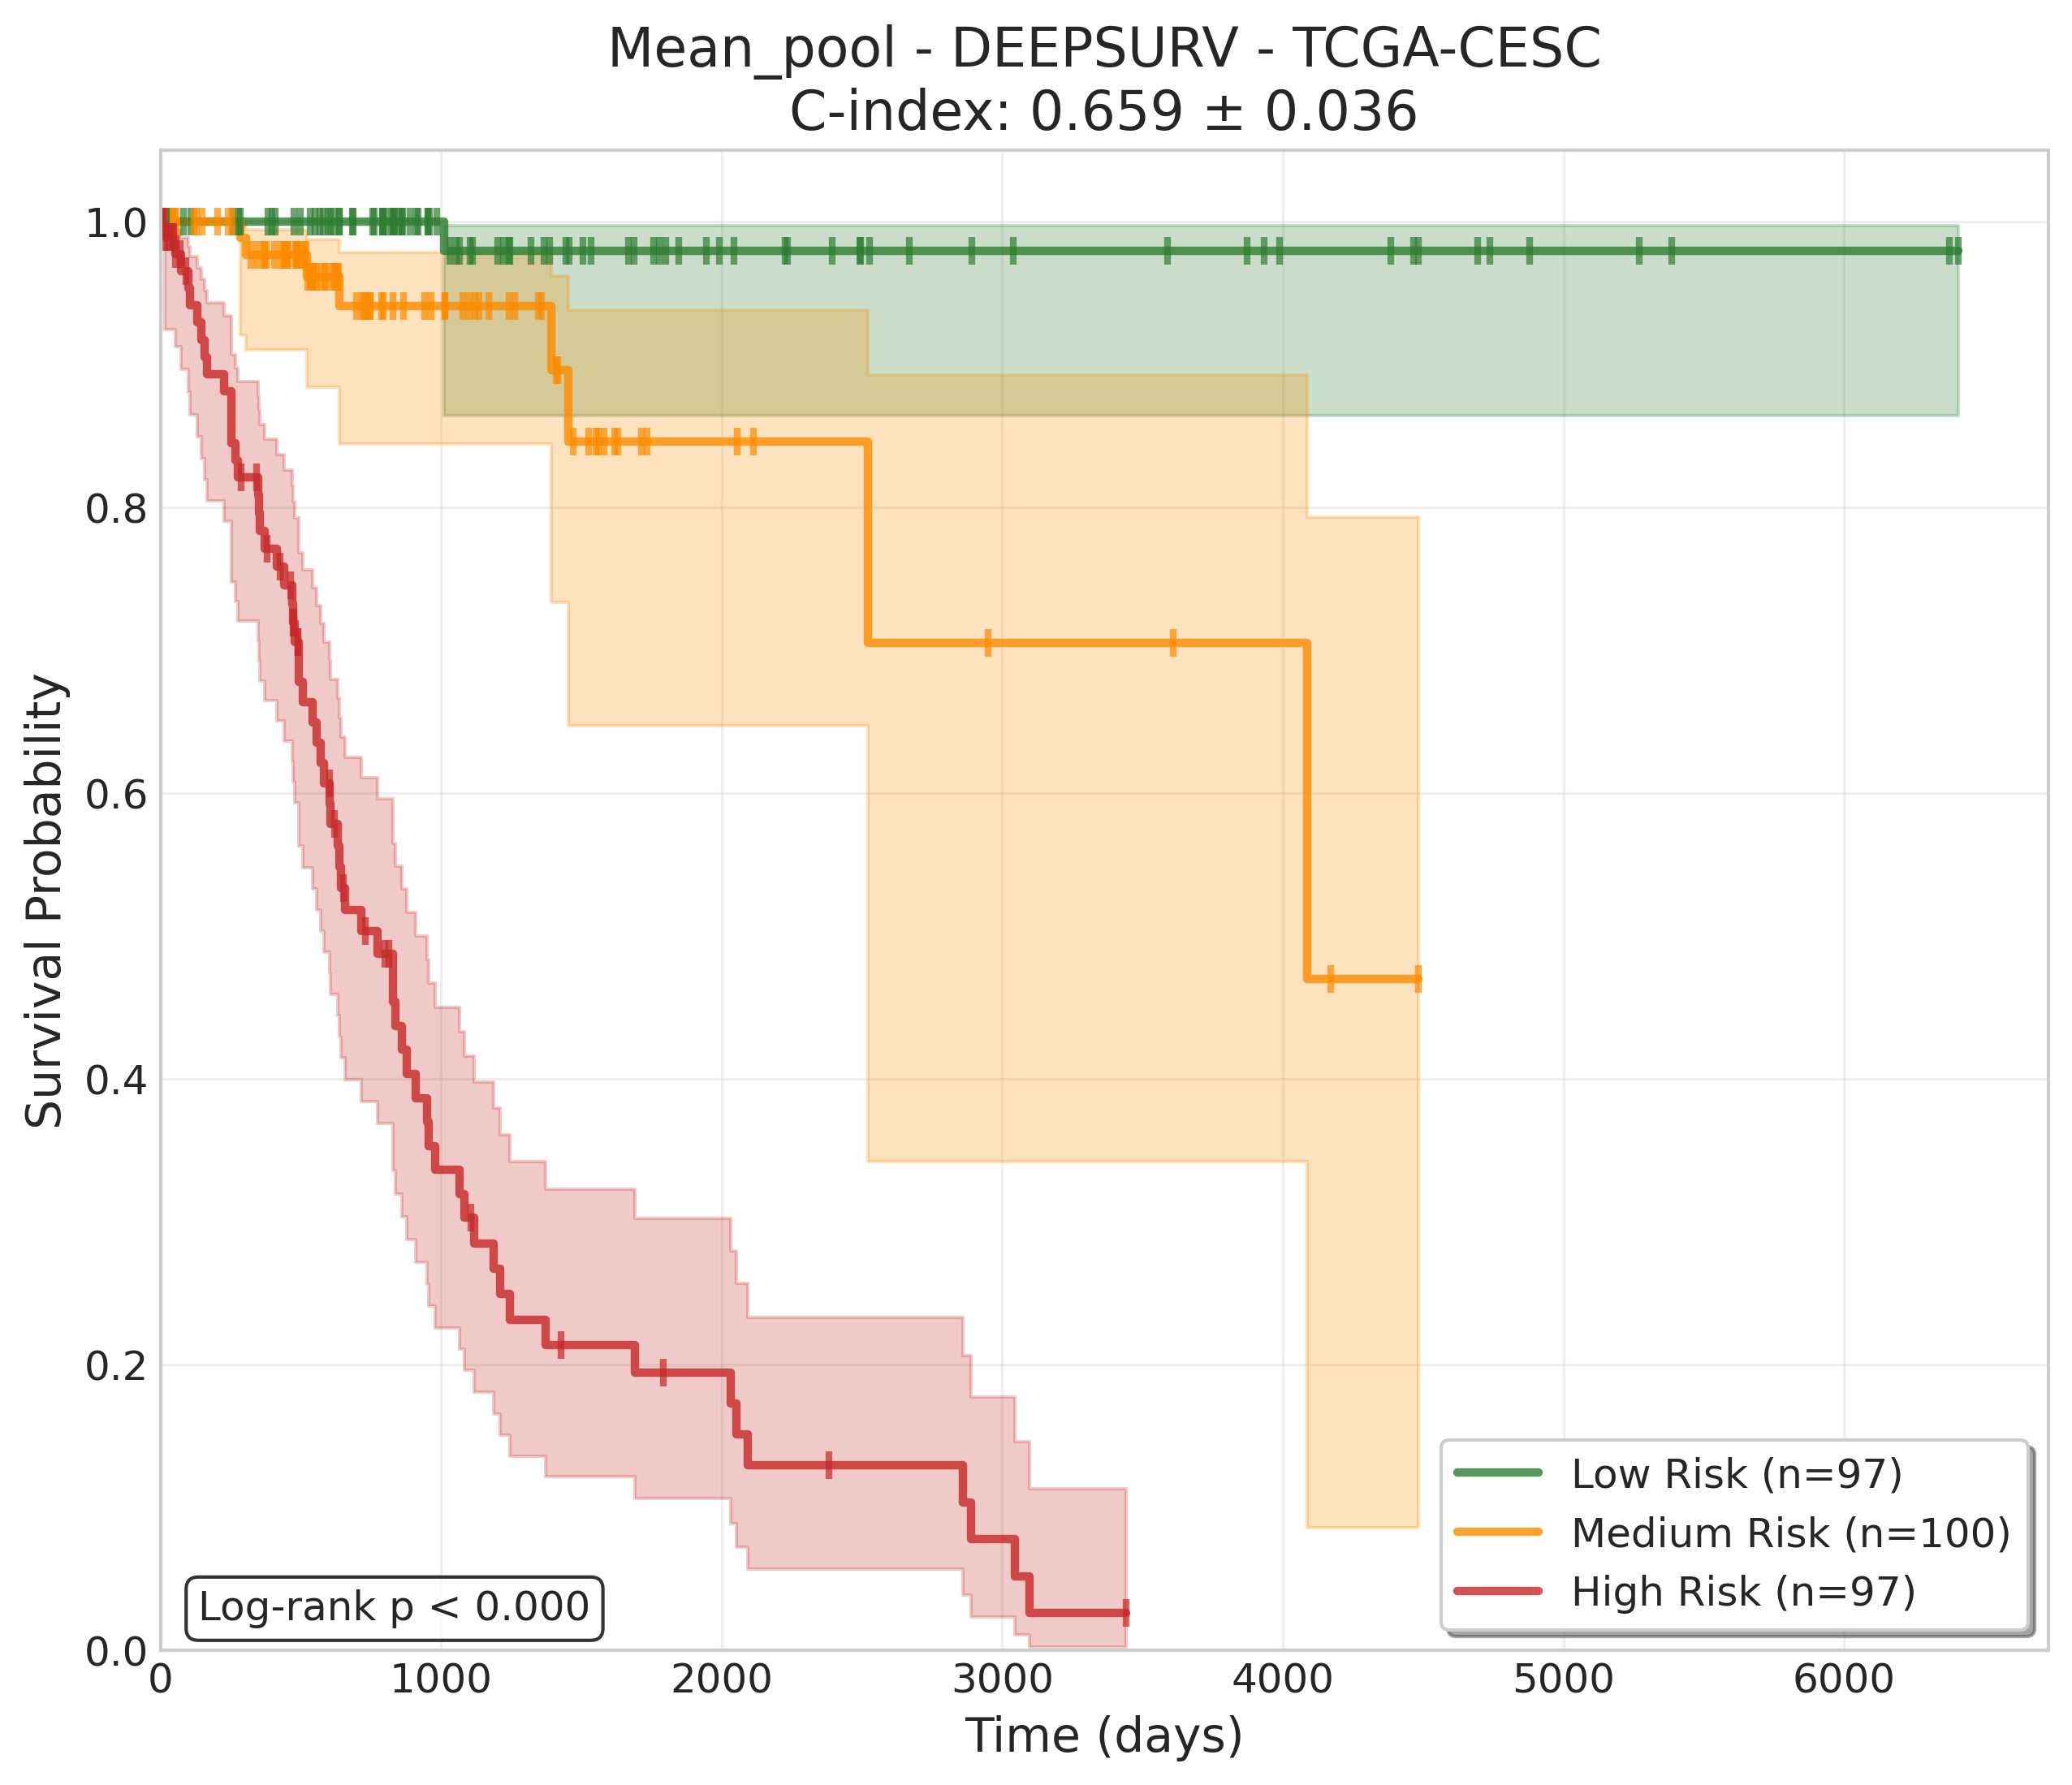 Mean_pool - DEEPSURV - TCGA-CESC
C-index: 0.659 ± 0.036
Survival Probability
1.0
0.8
0.6
0.4
0.2
0.0
0 1000 2000 3000 4000 5000 6000
Time (days)
Log-rank p < 0.000
Low Risk (n=97)
Medium Risk (n=100)
High Risk (n=97)